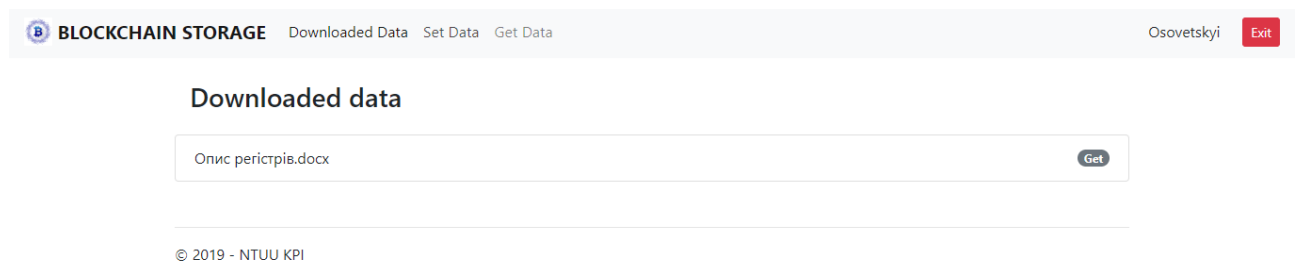 BLOCKCHAIN STORAGE Downloaded Data Set Data Get Data Osovetskyi Exit
Downloaded data
Опис регістрів.docx Get
© 2019 - NTUU KPI